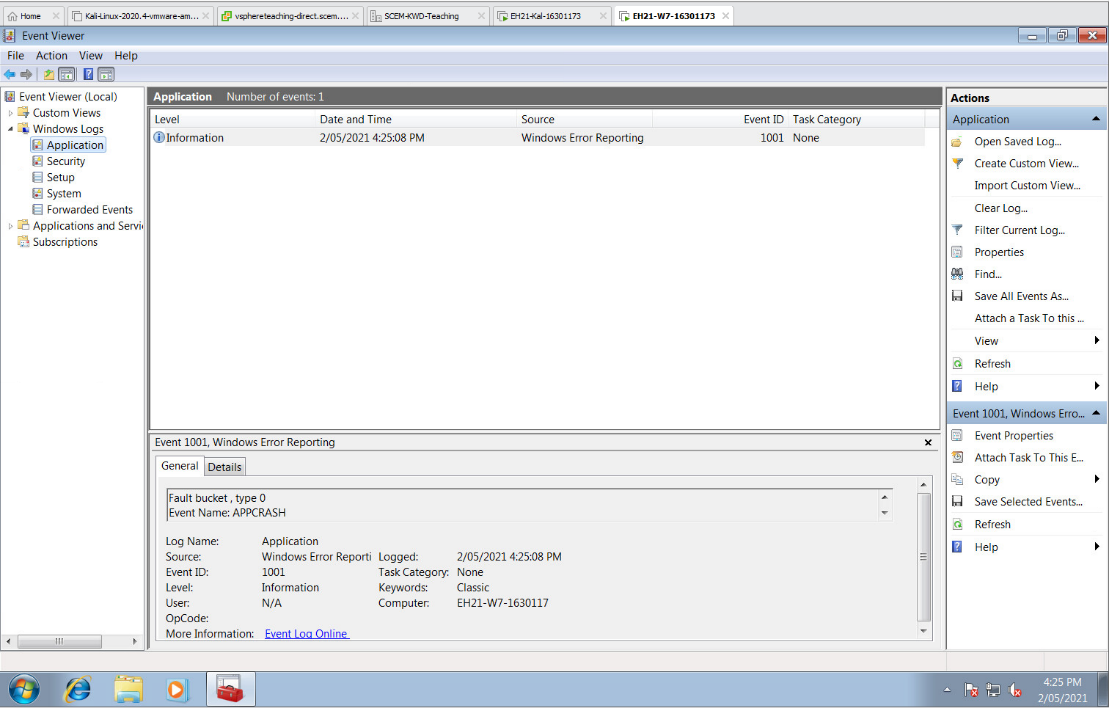 Home
Kali-Linux-2020.4-vmware-am...
vsphereteaching-direct.scem....
SCEM-KWD-Teaching
EH21-Kal-16301173
EH21-W7-16301173
Event Viewer
File Action View Help
Event Viewer (Local)
Custom Views
Windows Logs
Application
Security
Setup
System
Forwarded Events
Applications and Servi
Subscriptions
Application Number of events: 1
Level Date and Time Source Event ID Task Category
Information 2/05/2021 4:25:08 PM Windows Error Reporting 1001 None
Event 1001, Windows Error Reporting
General Details
Fault bucket , type 0
Event Name: APPCRASH
Log Name: Application
Source: Windows Error Reporti Logged: 2/05/2021 4:25:08 PM
Event ID: 1001 Task Category: None
Level: Information Keywords: Classic
User: N/A Computer: EH21-W7-1630117
OpCode:
More Information: Event Log Online
Actions
Application
Open Saved Log...
Create Custom View...
Import Custom View...
Clear Log...
Filter Current Log...
Properties
Find...
Save All Events As...
Attach a Task To this ...
View
Refresh
Help
Event 1001, Windows Erro...
Event Properties
Attach Task To This E...
Copy
Save Selected Events...
Refresh
Help
4:25 PM
2/05/2021